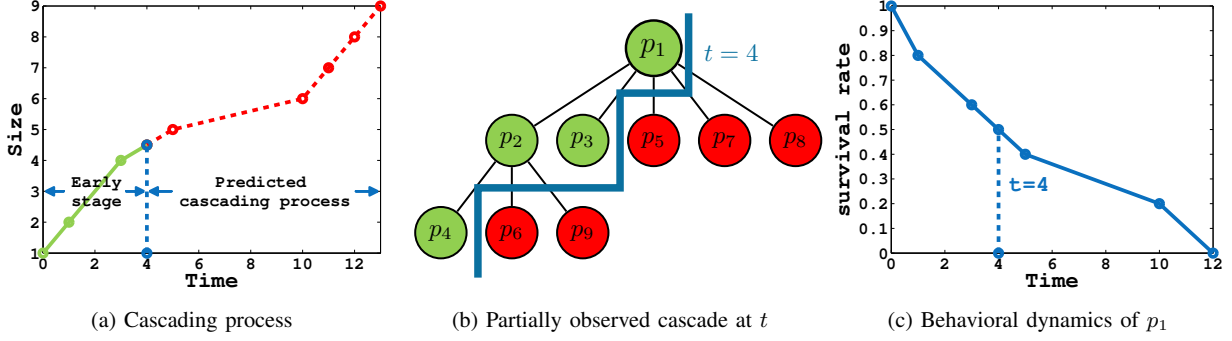 9
8
7
6
5
4
3
2
1
Size
Early
stage
Predicted
cascading process
0 2 4 6 8 10 12
Time
(a) Cascading process
p1
t = 4
p2 p3 p5 p7 p8
p4 p6 p9
(b) Partially observed cascade at t
1
0.9
0.8
0.7
0.6
0.5
0.4
0.3
0.2
0.1
0
survival rate
t=4
0 2 4 6 8 10 12
Time
(c) Behavioral dynamics of p1